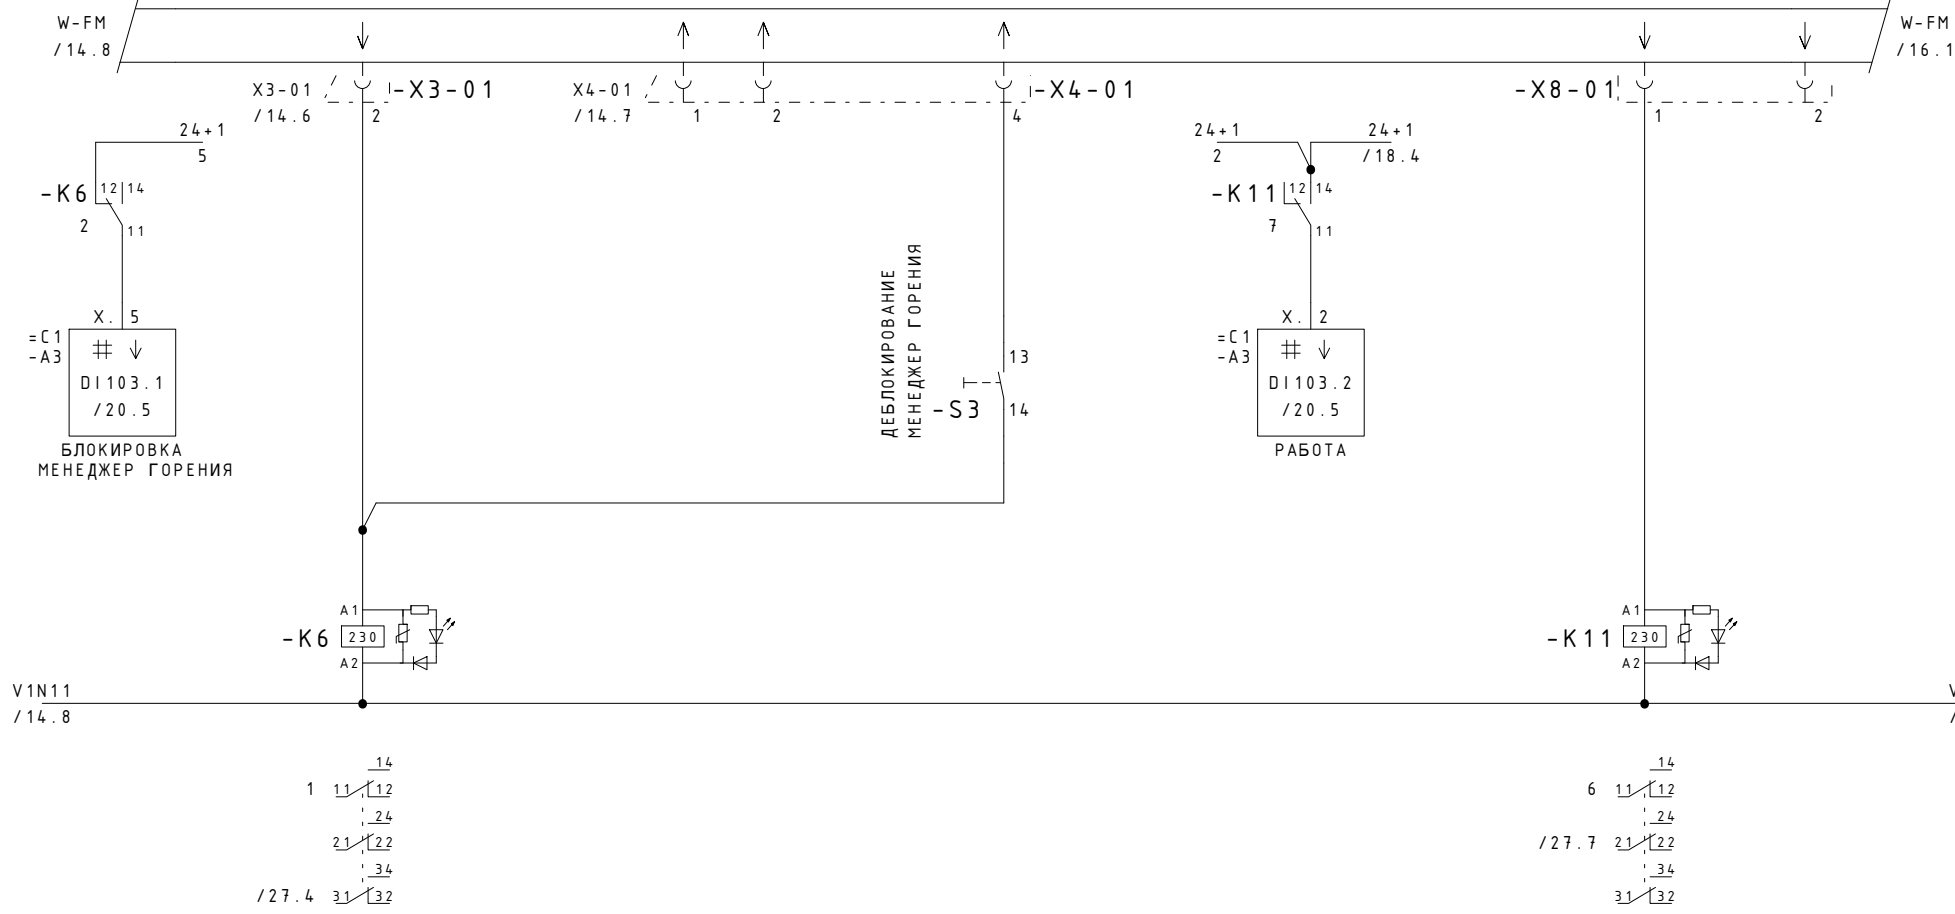 W-FM
/14.8
W-FM
/16.1
X3-01
/14.6
-X3-01
2
X4-01
/14.7
1
2
4
-X4-01
-X8-01
1
2
24+1
5
-K6
12
14
2
11
X. 5
=C1
-A3
DI103.1
/20.5
БЛОКИРОВКА
МЕНЕДЖЕР ГОРЕНИЯ
ДЕБЛОКИРОВАНИЕ
МЕНЕДЖЕР ГОРЕНИЯ
13
-S3
14
24+1
2
24+1
/18.4
-K11
12
14
7
11
X. 2
=C1
-A3
DI103.2
/20.5
РАБОТА
A1
-K6
230
A2
A1
-K11
230
A2
V1N11
/14.8
V
/
14
1 11 12
24
21 22
34
/27.4 31 32
14
6 11 12
24
/27.7 21 22
34
31 32